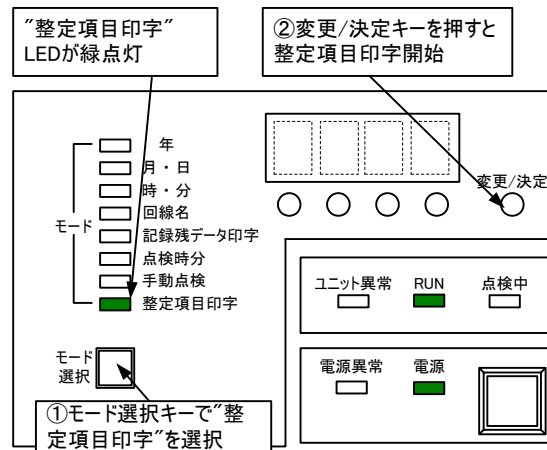 "整定項目印字"
LEDが緑点灯
②変更/決定キーを押すと
整定項目印字開始
年
月・日
時・分
回線名
記録残データ印字
点検時分
手動点検
整定項目印字
モード
変更/決定
ユニット異常 RUN 点検中
電源異常 電源
モード
選択
①モード選択キーで"整
定項目印字"を選択